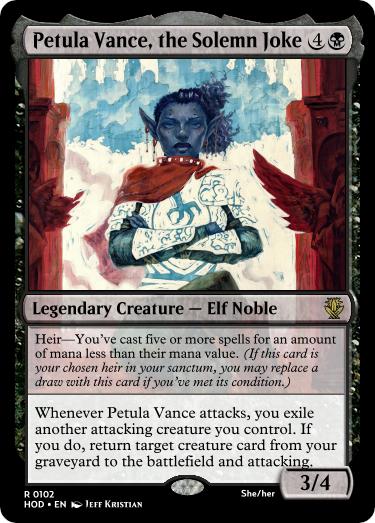 Petula Vance, the Solemn Joke 4
Legendary Creature — Elf Noble
Heir—You've cast five or more spells for an amount
of mana less than their mana value. (If this card is
your chosen heir in your sanctum, you may replace a
draw with this card if you've met its condition.)
Whenever Petula Vance attacks, you exile
another attacking creature you control. If
you do, return target creature card from your
graveyard to the battlefield and attacking.
3/4
R 0102
She/her
HOD • EN Jeff Kristian